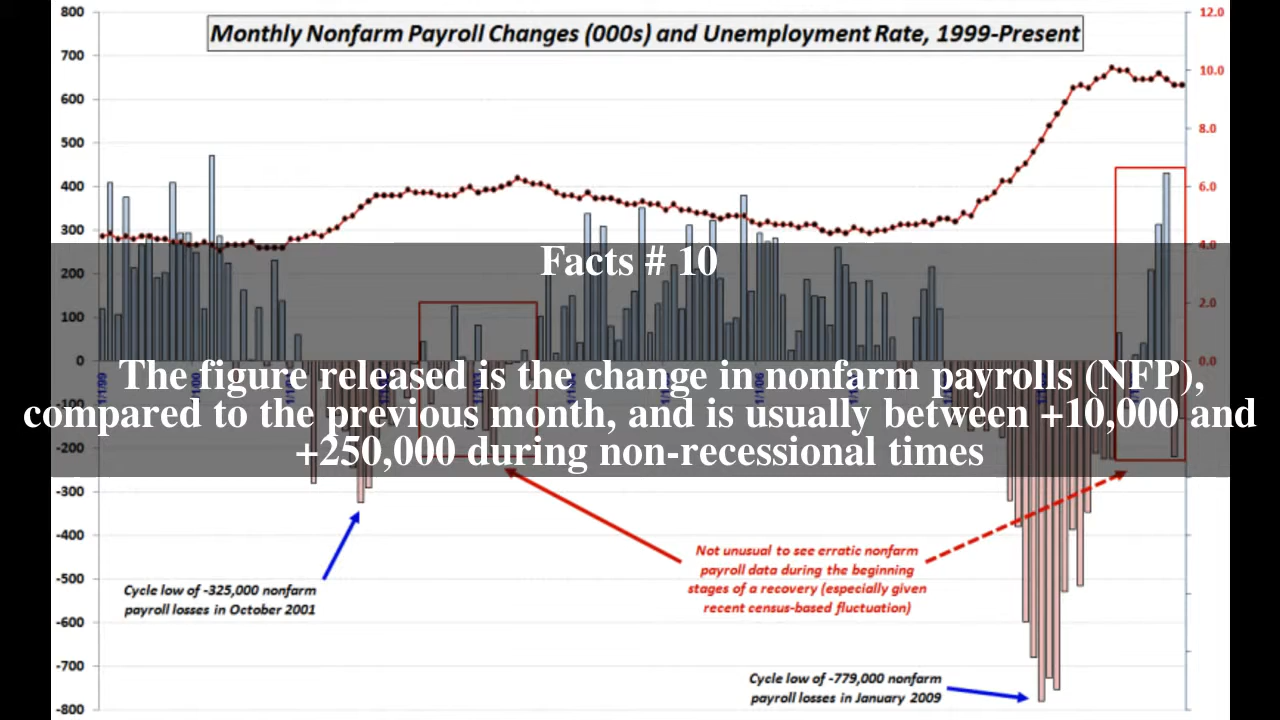 Monthly Nonfarm Payroll Changes (000s) and Unemployment Rate, 1999-Present
800
700
600
500
400
300
200
100
0
-100
-200
-300
-400
-500
-600
-700
-800
12.0
10.0
8.0
6.0
4.0
2.0
0.0
Facts # 10
The figure released is the change in nonfarm payrolls (NFP),
compared to the previous month, and is usually between +10,000 and
+250,000 during non-recessional times
Cycle low of -325,000 nonfarm
payroll losses in October 2001
Not unusual to see erratic nonfarm
payroll data during the beginning
stages of a recovery (especially given
recent census-based fluctuation)
Cycle low of -779,000 nonfarm
payroll losses in January 2009